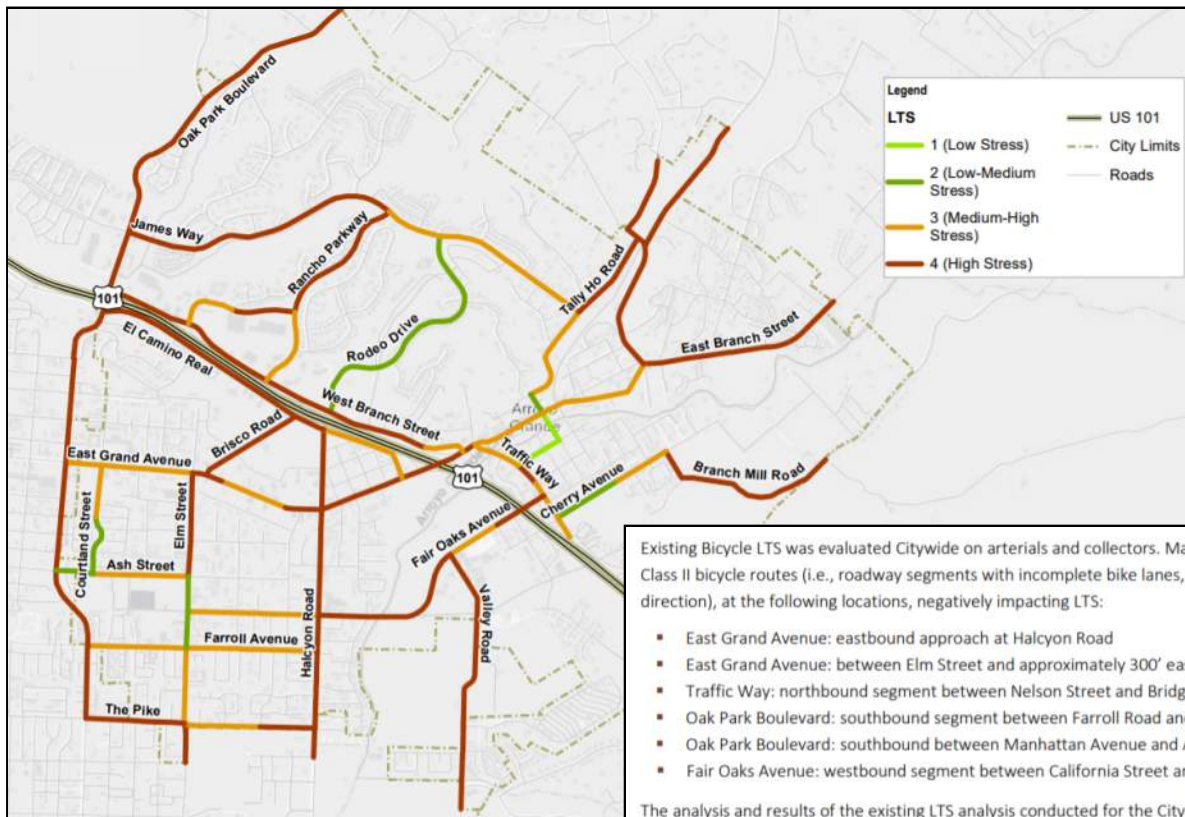 Oak Park Boulevard
James Way
Rancho Parkway
Tally Ho Road
101
El Camino Real
Rodeo Drive
East Branch Street
West Branch Street
Arroyo
Grande
Brisco Road
Traffic Way
East Grand Avenue
101
Cherry Avenue
Branch Mill Road
Courtland Street
Elm Street
Fair Oaks Avenue
Ash Street
Halcyon Road
Valley Road
Farroll Avenue
The Pike
Legend
LTS
1 (Low Stress)
2 (Low-Medium
Stress)
3 (Medium-High
Stress)
4 (High Stress)
US 101
City Limits
Roads
Existing Bicycle LTS was evaluated Citywide on arterials and collectors. Ma
Class II bicycle routes (i.e., roadway segments with incomplete bike lanes,
direction), at the following locations, negatively impacting LTS:
▪ East Grand Avenue: eastbound approach at Halcyon Road
▪ East Grand Avenue: between Elm Street and approximately 300’ ea
▪ Traffic Way: northbound segment between Nelson Street and Bridg
▪ Oak Park Boulevard: southbound segment between Farroll Road an
▪ Oak Park Boulevard: southbound between Manhattan Avenue and A
▪ Fair Oaks Avenue: westbound segment between California Street an
The analysis and results of the existing LTS analysis conducted for the City